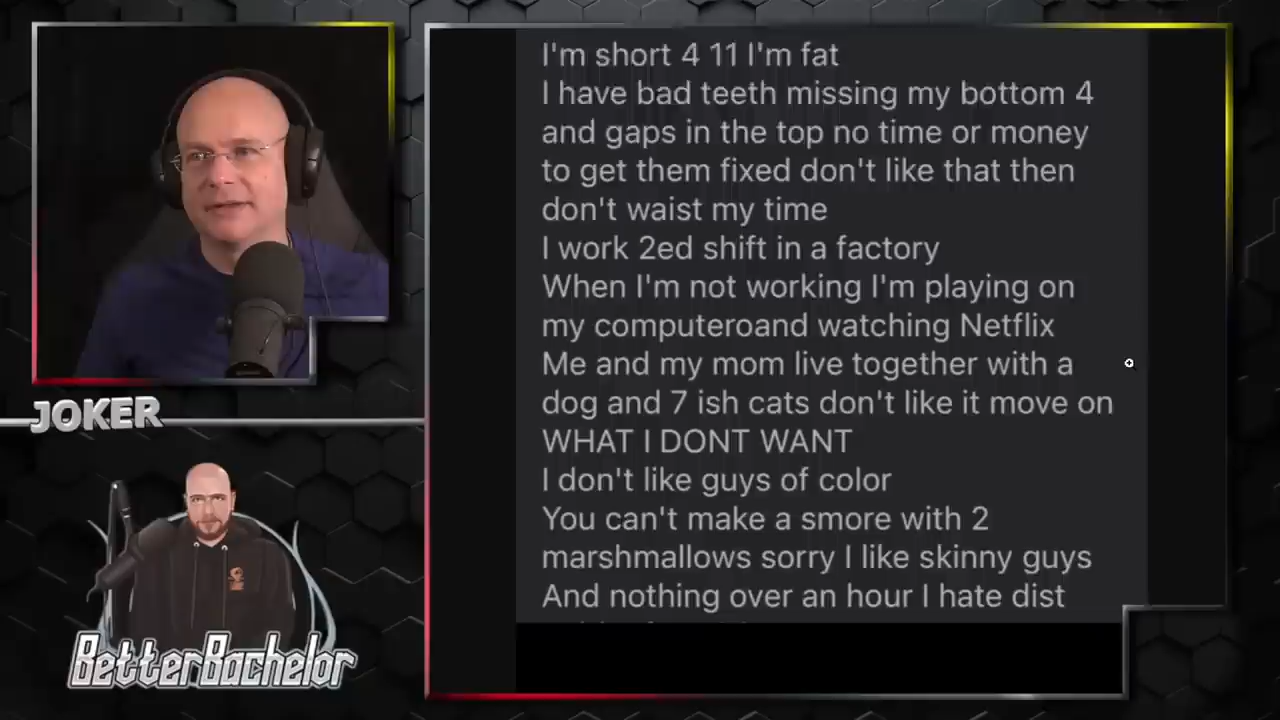 I'm short 4 11 I'm fat
I have bad teeth missing my bottom 4
and gaps in the top no time or money
to get them fixed don't like that then
don't waist my time
I work 2ed shift in a factory
When I'm not working I'm playing on
my computeroand watching Netflix
Me and my mom live together with a
dog and 7 ish cats don't like it move on
WHAT I DONT WANT
I don't like guys of color
You can't make a smore with 2
marshmallows sorry I like skinny guys
And nothing over an hour I hate dist
JOKER
BetterBachelor